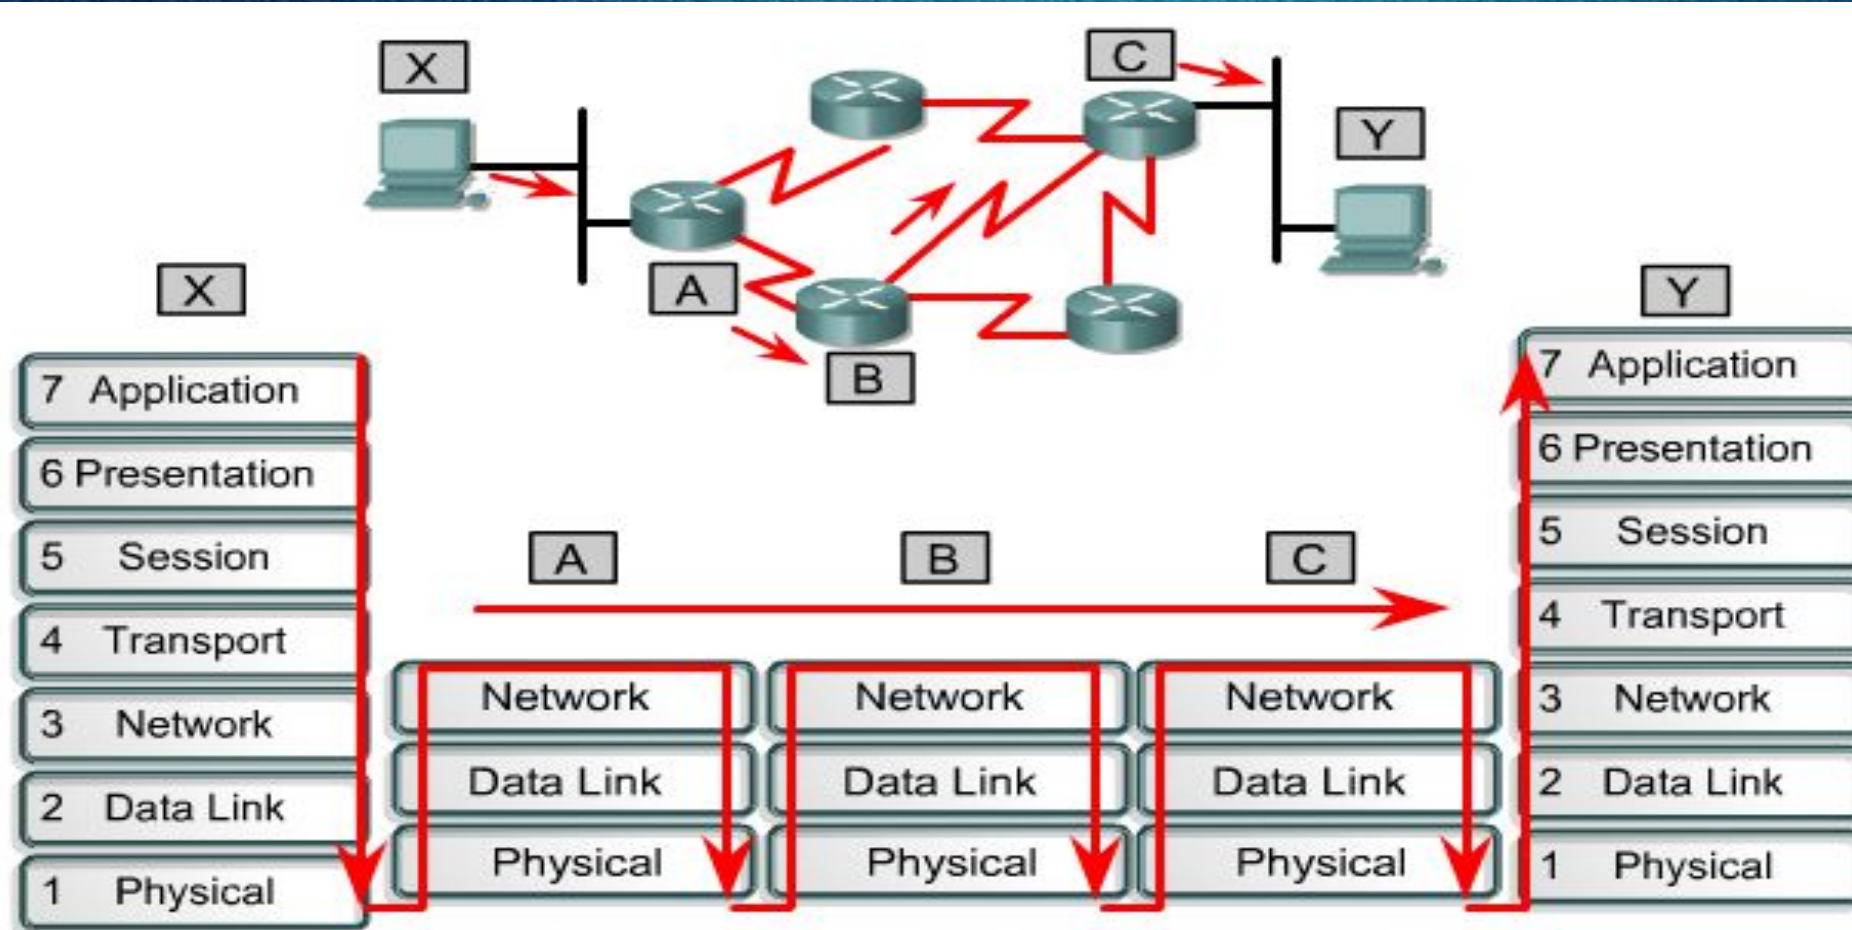 X
C
Y
A
B
X
7 Application
6 Presentation
5 Session
4 Transport
3 Network
2 Data Link
1 Physical
A
Network
Data Link
Physical
B
Network
Data Link
Physical
C
Network
Data Link
Physical
Y
7 Application
6 Presentation
5 Session
4 Transport
3 Network
2 Data Link
1 Physical